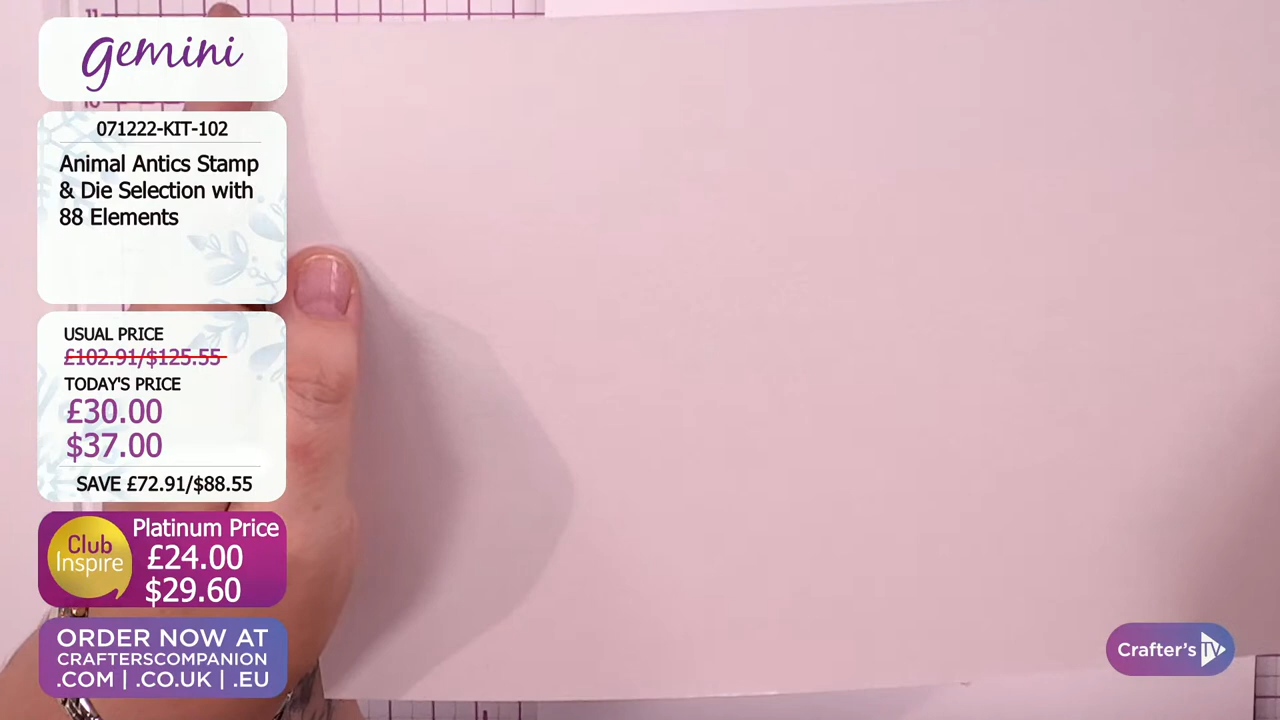 gemini
071222-KIT-102
Animal Antics Stamp
& Die Selection with
88 Elements
USUAL PRICE
£102.91/$125.55
TODAY'S PRICE
£30.00
$37.00
SAVE £72.91/$88.55
Club
Inspire
Platinum Price
£24.00
$29.60
ORDER NOW AT
CRAFTERSCOMPANION
.COM | .CO.UK | .EU
Crafter's TV